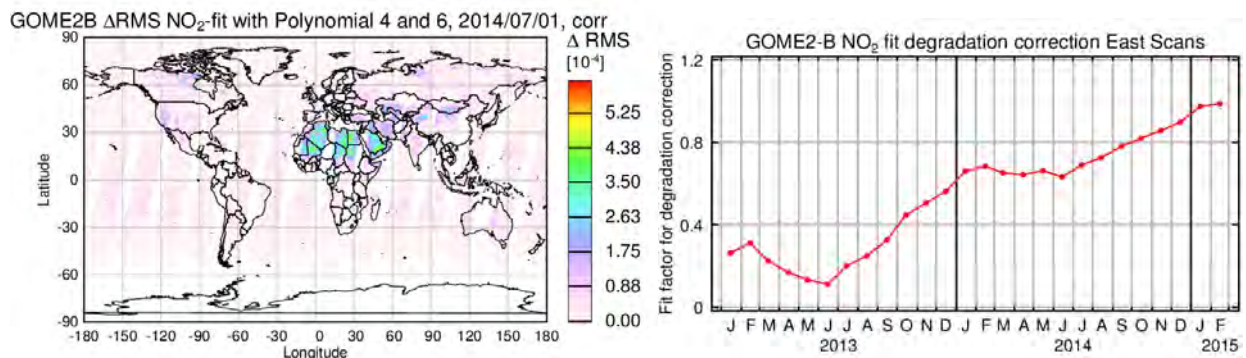 GOME2B ΔRMS NO₂-fit with Polynomial 4 and 6, 2014/07/01, corr
Δ RMS
[10⁻⁴]
90
60
30
0
-30
-60
-90
Latitude
-180 -150 -120 -90 -60 -30 0 30 60 90 120 150 180
Longitude
5.25
4.38
3.50
2.63
1.75
0.88
0.00
GOME2-B NO₂ fit degradation correction East Scans
Fit factor for degradation correction
1.2
0.8
0.4
0
J F M A M J J A S O N D J F M A M J J A S O N D J F
2013 2014 2015